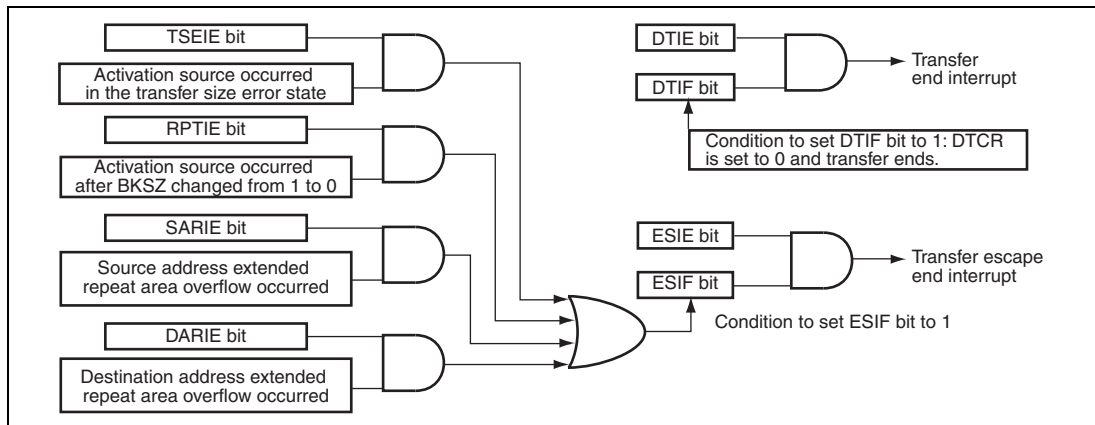 TSEIE bit
Activation source occurred
in the transfer size error state
RPTIE bit
Activation source occurred
after BKSZ changed from 1 to 0
SARIE bit
Source address extended
repeat area overflow occurred
DARIE bit
Destination address extended
repeat area overflow occurred
DTIE bit
DTIF bit
Transfer
end interrupt
Condition to set DTIF bit to 1: DTCR
is set to 0 and transfer ends.
ESIE bit
ESIF bit
Transfer escape
end interrupt
Condition to set ESIF bit to 1